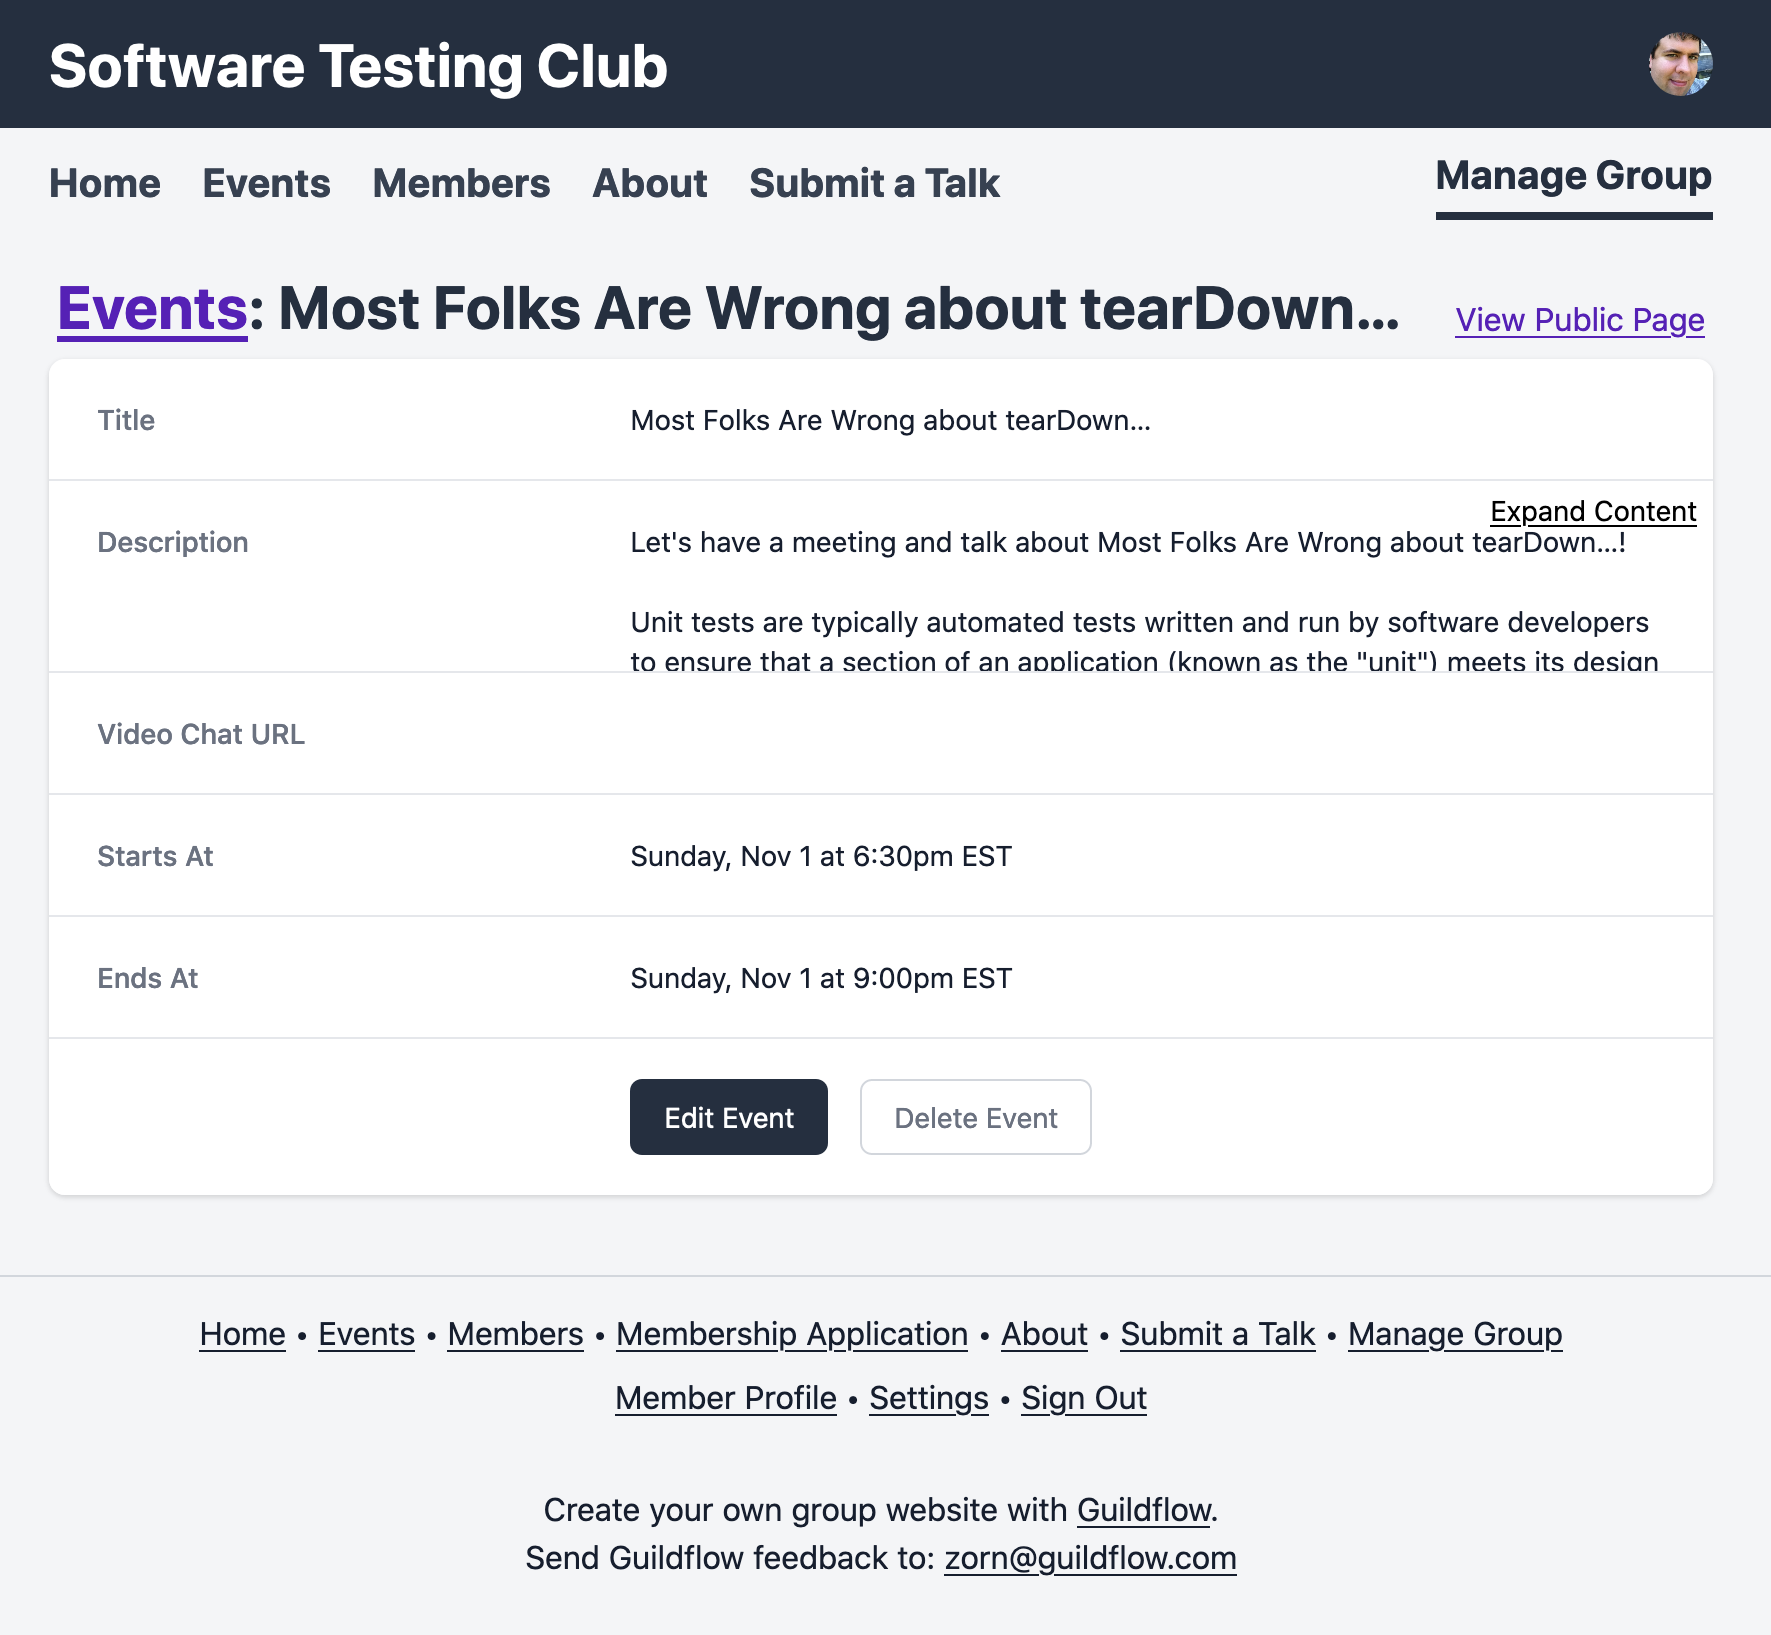 Software Testing Club
Home Events Members About Submit a Talk Manage Group
Events: Most Folks Are Wrong about tearDown... View Public Page
Title Most Folks Are Wrong about tearDown...
Expand Content
Description Let's have a meeting and talk about Most Folks Are Wrong about tearDown...!
Unit tests are typically automated tests written and run by software developers
to ensure that a section of an application (known as the "unit") meets its design
Video Chat URL
Starts At Sunday, Nov 1 at 6:30pm EST
Ends At Sunday, Nov 1 at 9:00pm EST
Edit Event Delete Event
Home • Events • Members • Membership Application • About • Submit a Talk • Manage Group
Member Profile • Settings • Sign Out
Create your own group website with Guildflow.
Send Guildflow feedback to: zorn@guildflow.com